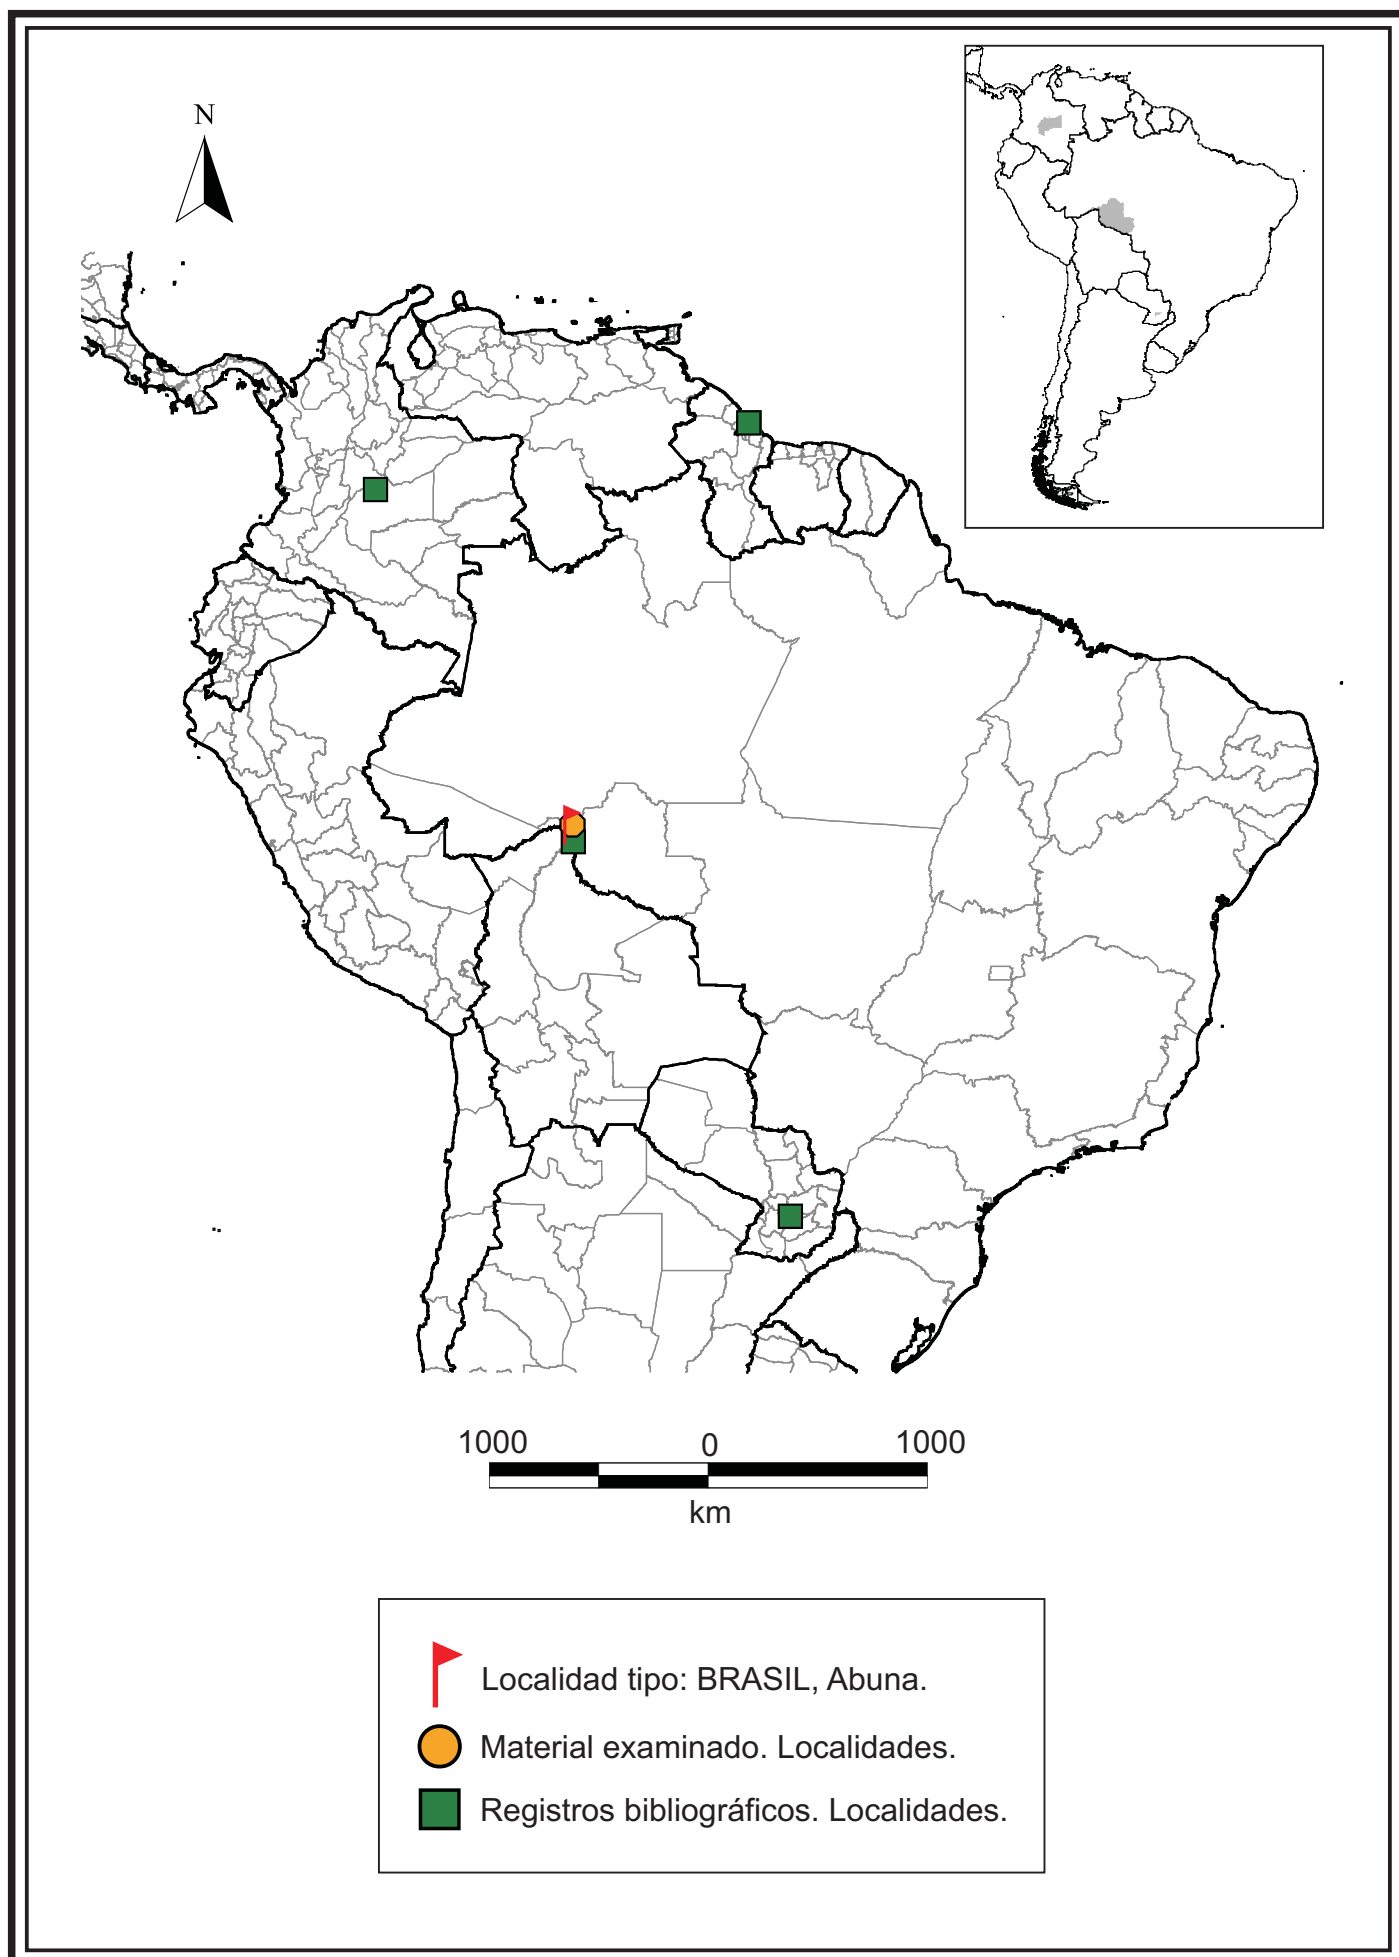 N
1000 0 1000
km
Localidad tipo: BRASIL, Abuna.
Material examinado. Localidades.
Registros bibliográficos. Localidades.